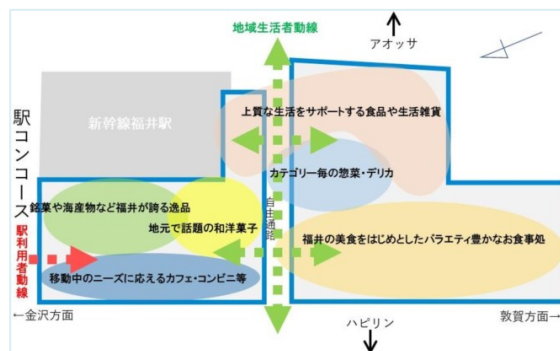 地域生活者動線
アオッサ
新幹線福井駅
上質な生活をサポートする食品や生活雑貨
駅コンコース
カテゴリー毎の惣菜・デリカ
銘菓や海産物など福井が誇る逸品
地元で話題の和洋菓子
自由通路
福井の美食をはじめとしたバラエティ豊かなお食事処
駅利用者動線
移動中のニーズに応えるカフェ・コンビニ等
←金沢方面
ハピリン
敦賀方面→